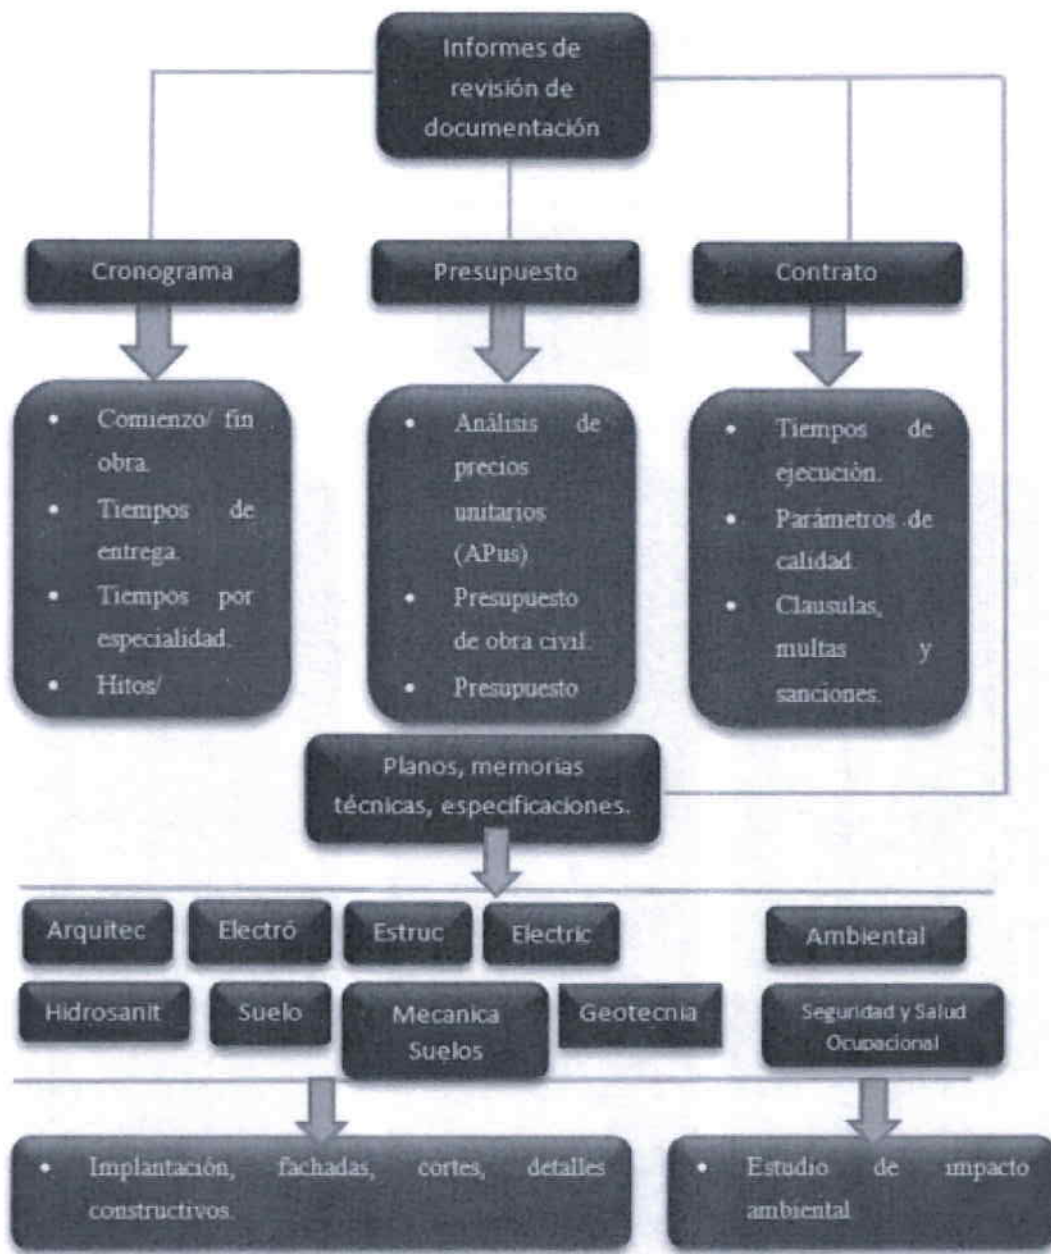 Informes de
revisión de
documentación
Cronograma
Presupuesto
Contrato
• Comienzo/ fin
obra.
• Tiempos de
entrega.
• Tiempos por
especialidad.
• Hitos/
• Análisis de
precios
unitarios
(APus)
• Presupuesto
de obra civil.
• Presupuesto
• Tiempos de
ejecución.
• Parámetros de
calidad.
• Clausulas,
multas y
sanciones.
Planos, memorias
técnicas, especificaciones.
Arquitec
Electró
Estruc
Electric
Ambiental
Hidrosanit
Suelo
Mecanica
Suelos
Geotecnia
Seguridad y Salud
Ocupacional
• Implantación, fachadas, cortes, detalles
constructivos.
• Estudio de impacto
ambiental